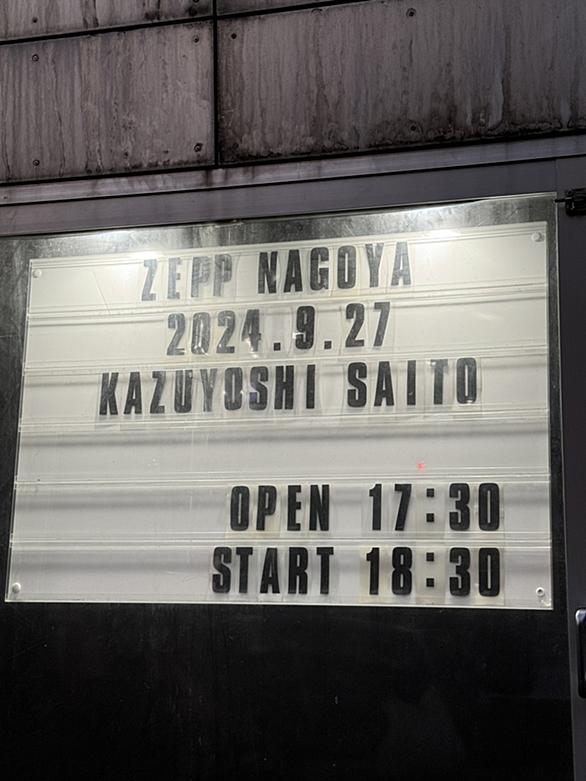 ZEPP NAGOYA
2024.9.27
KAZUYOSHI SAITO
OPEN 17:30
START 18:30